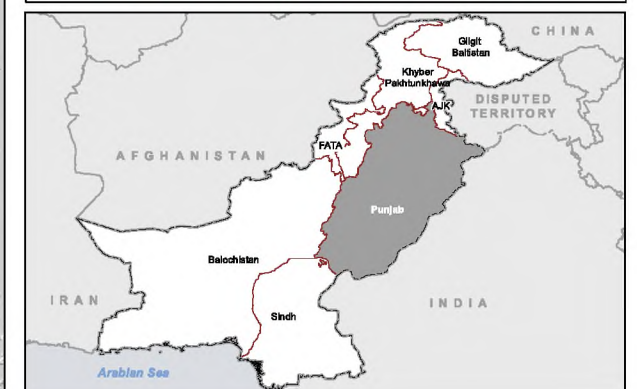 CHINA
Gilgit
Baltistan
Khyber
Pakhtunkhawa
DISPUTED
TERRITORY
AJK
FATA
AFGHANISTAN
Punjab
Balochistan
IRAN
INDIA
Sindh
Arabian Sea